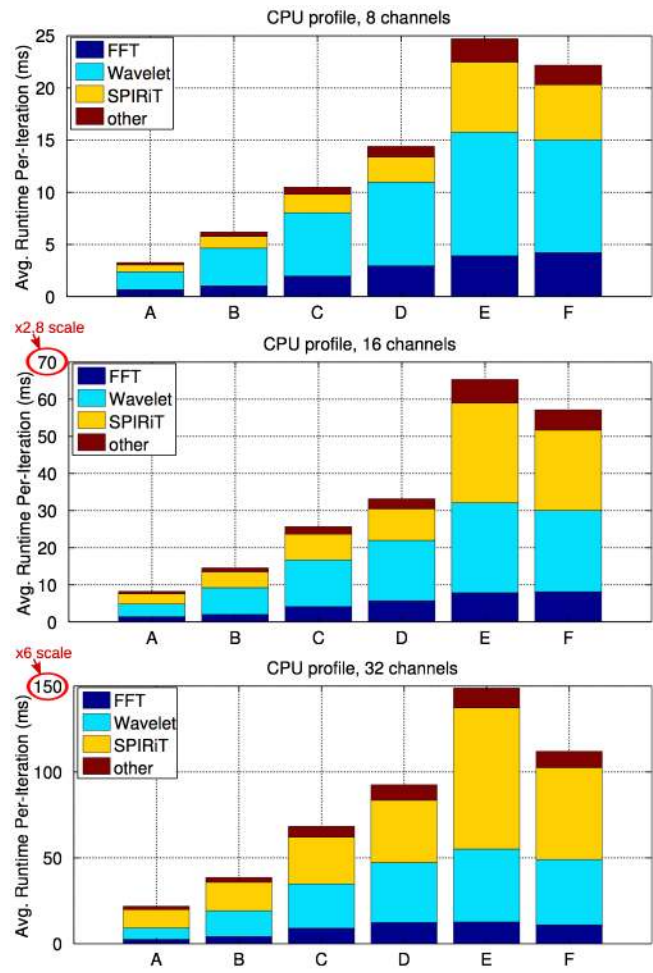 CPU profile, 8 channels
Avg. Runtime Per-Iteration (ms)
25
20
15
10
5
0
FFT
Wavelet
SPIRiT
other
A B C D E F
x2,8 scale
CPU profile, 16 channels
Avg. Runtime Per-Iteration (ms)
70
60
50
40
30
20
10
0
FFT
Wavelet
SPIRiT
other
A B C D E F
x6 scale
CPU profile, 32 channels
Avg. Runtime Per-Iteration (ms)
150
100
50
0
FFT
Wavelet
SPIRiT
other
A B C D E F